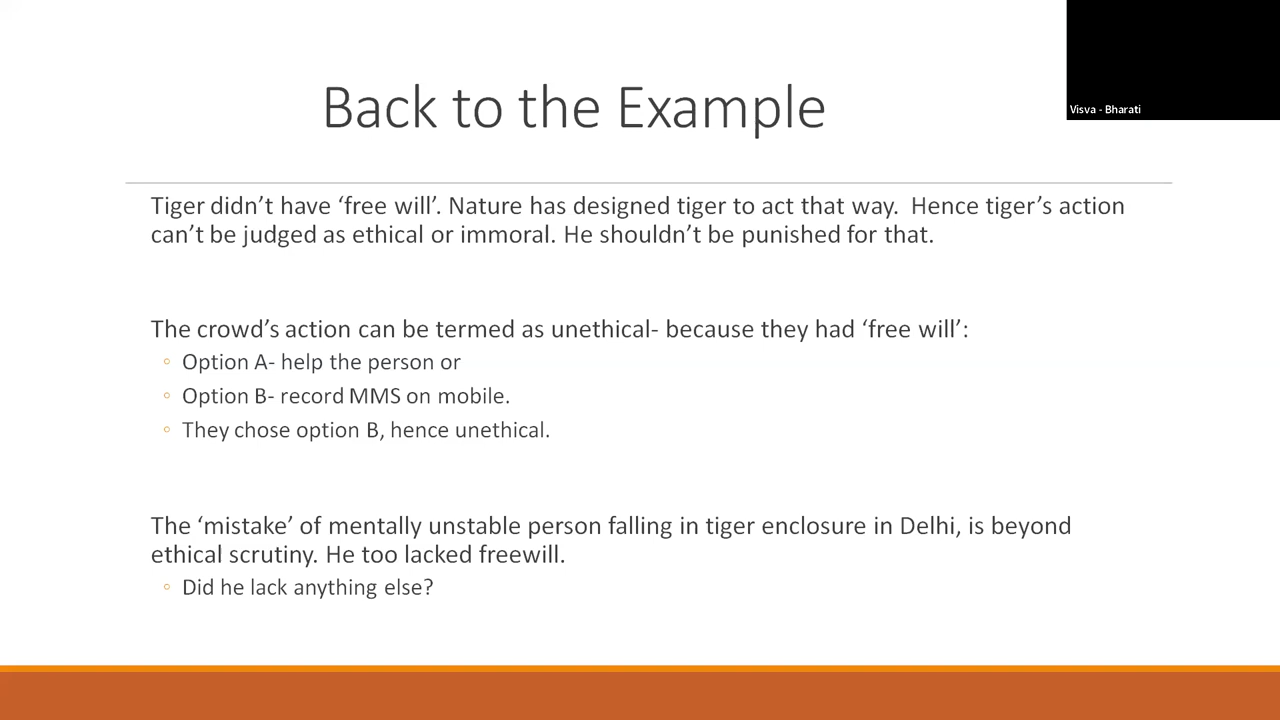 Visva - Bharati
Back to the Example
Tiger didn’t have ‘free will’. Nature has designed tiger to act that way.  Hence tiger’s action
can’t be judged as ethical or immoral. He shouldn’t be punished for that.
The crowd’s action can be termed as unethical- because they had ‘free will’:
◦ Option A- help the person or
◦ Option B- record MMS on mobile.
◦ They chose option B, hence unethical.
The ‘mistake’ of mentally unstable person falling in tiger enclosure in Delhi, is beyond
ethical scrutiny. He too lacked freewill.
◦ Did he lack anything else?